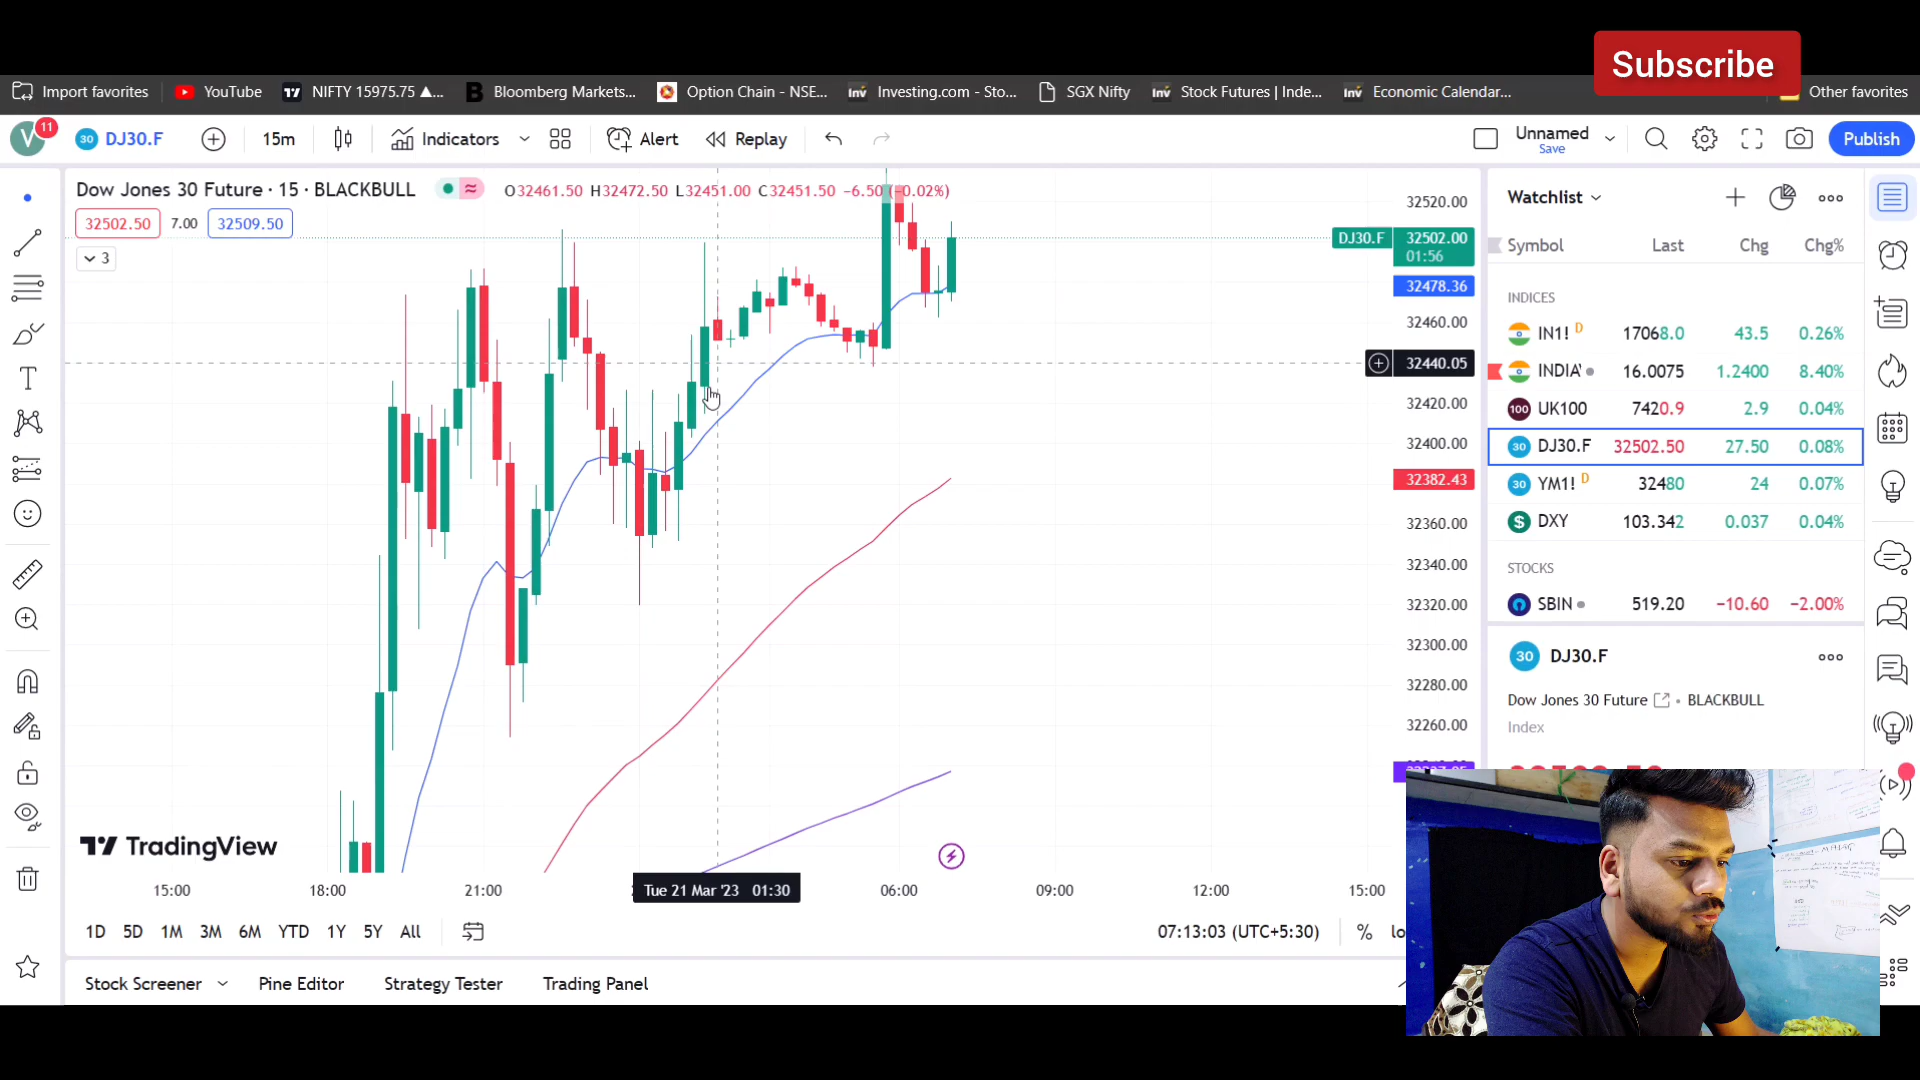 Subscribe
Import favorites
YouTube
NIFTY 15975.75 ▲...
Bloomberg Markets...
Option Chain - NSE...
Investing.com - Sto...
SGX Nifty
Stock Futures | Inde...
Economic Calendar...
Other favorites
V 11
30 DJ30.F
15m
Indicators
Alert
Replay
Unnamed
Save
Publish
Dow Jones 30 Future · 15 · BLACKBULL
O32461.50 H32472.50 L32451.00 C32451.50 −6.50 (−0.02%)
32502.50 7.00 32509.50
3
32520.00
DJ30.F 32502.00
01:56
32478.36
32460.00
32440.05
32420.00
32400.00
32382.43
32360.00
32340.00
32320.00
32300.00
32280.00
32260.00
TradingView
15:00 18:00 21:00 Tue 21 Mar '23 01:30 06:00 09:00 12:00 15:00
1D 5D 1M 3M 6M YTD 1Y 5Y All
07:13:03 (UTC+5:30) % lo
Stock Screener Pine Editor Strategy Tester Trading Panel
Watchlist
Symbol Last Chg Chg%
INDICES
IN1! D 17068.0 43.5 0.26%
INDIA 16.0075 1.2400 8.40%
100 UK100 7420.9 2.9 0.04%
30 DJ30.F 32502.50 27.50 0.08%
30 YM1! D 32480 24 0.07%
$ DXY 103.342 0.037 0.04%
STOCKS
SBIN 519.20 −10.60 −2.00%
30 DJ30.F
Dow Jones 30 Future • BLACKBULL
Index